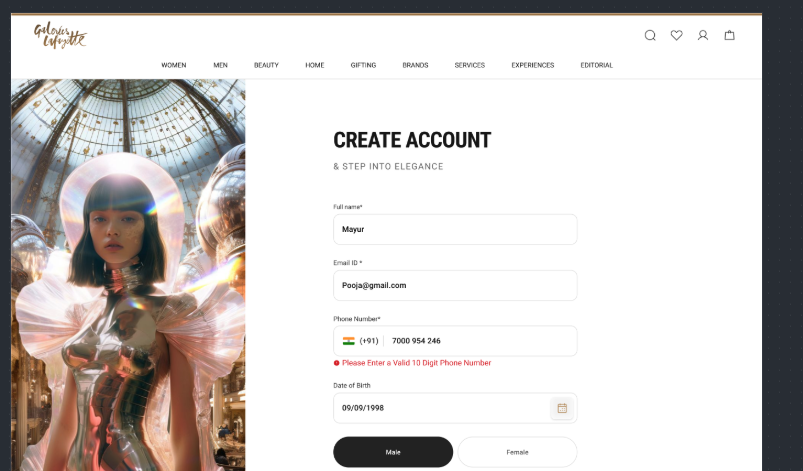 Galeries
Lafayette
WOMEN MEN BEAUTY HOME GIFTING BRANDS SERVICES EXPERIENCES EDITORIAL
CREATE ACCOUNT
& STEP INTO ELEGANCE
Full name*
Mayur
Email ID *
Pooja@gmail.com
Phone Number*
(+91) 7000 954 246
Please Enter a Valid 10 Digit Phone Number
Date of Birth
09/09/1998
Male Female